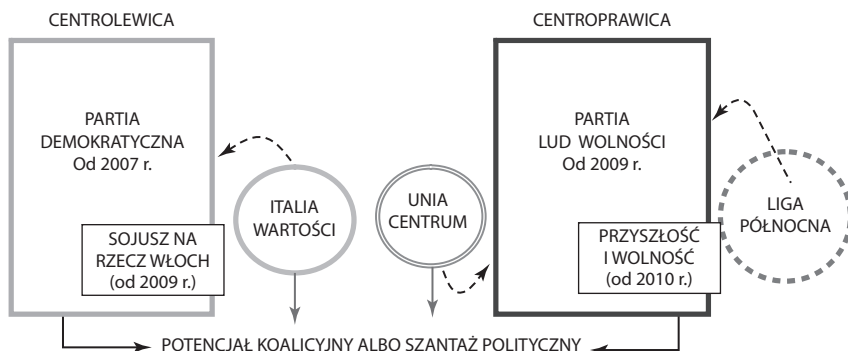 CENTROLEWICA
CENTROPRAWICA
PARTIA
DEMOKRATYCZNA
Od 2007 r.
SOJUSZ NA
RZECZ WŁOCH
(od 2009 r.)
ITALIA
WARTOŚCI
UNIA
CENTRUM
PARTIA
LUD WOLNOŚCI
Od 2009 r.
PRZYSZŁOŚĆ
I WOLNOŚĆ
(od 2010 r.)
LIGA
PÓŁNOCNA
POTENCJAŁ KOALICYJNY ALBO SZANTAŻ POLITYCZNY